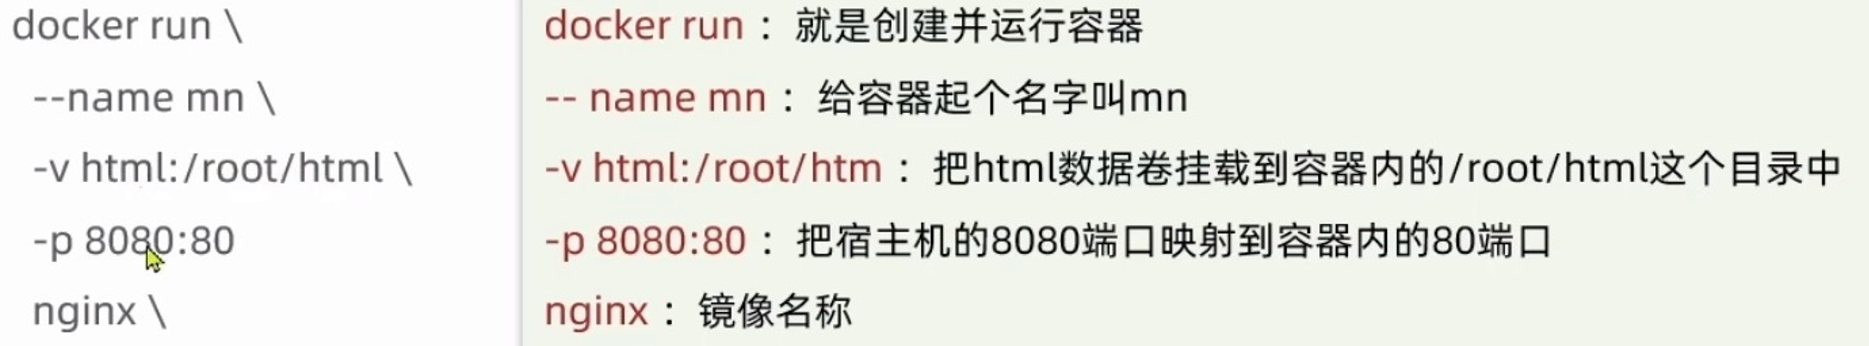 docker run \
--name mn \
-v html:/root/html \
-p 8080:80
nginx \
docker run ： 就是创建并运行容器
-- name mn ： 给容器起个名字叫mn
-v html:/root/htm ： 把html数据卷挂载到容器内的/root/html这个目录中
-p 8080:80 ： 把宿主机的8080端口映射到容器内的80端口
nginx ： 镜像名称